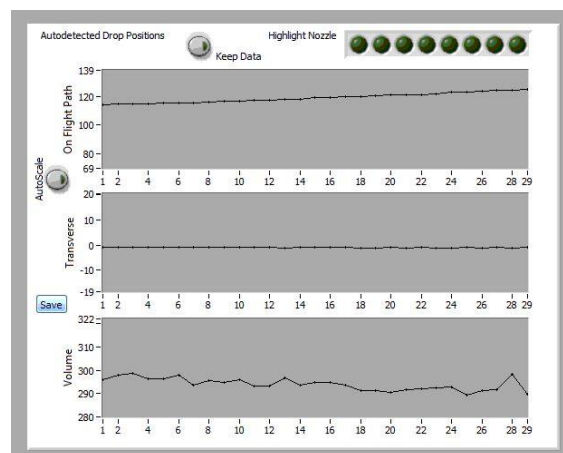 Autodetected Drop Positions
Keep Data
Highlight Nozzle
On Flight Path
139
120
100
80
69
1 2 4 6 8 10 12 14 16 18 20 22 24 26 28 29
AutoScale
Transverse
20
10
0
-10
-19
1 2 4 6 8 10 12 14 16 18 20 22 24 26 28 29
Save
Volume
322
310
300
290
280
1 2 4 6 8 10 12 14 16 18 20 22 24 26 28 29